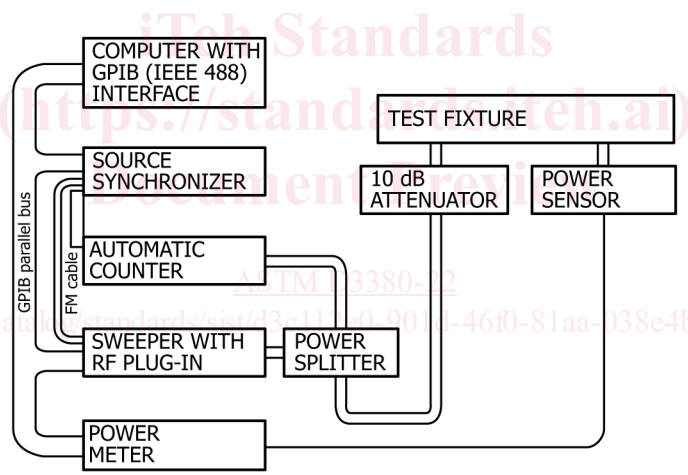 iTeh Standards
COMPUTER WITH
GPIB (IEEE 488)
INTERFACE
(https://standards.iteh.ai)
TEST FIXTURE
SOURCE
SYNCHRONIZER
10 dB
ATTENUATOR
POWER
SENSOR
Document Preview
GPIB parallel bus
FM cable
AUTOMATIC
COUNTER
ASTM D3380-22
SWEEPER WITH
RF PLUG-IN
POWER
SPLITTER
POWER
METER